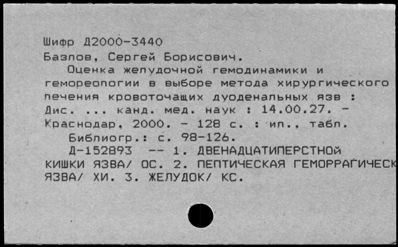 Шифр Д2000-3440
Базлов, Сергей Борисович.
Оценка желудочной гемодинамики и
гемореологии в выборе метода хирургического
лечения кровоточащих дуоденальных язв :
Дис. ... канд. мед. наук : 14.00.27. -
Краснодар, 2000. - 128 с. : ил., табл.
Библиогр.: с. 98-126.
Д-152893 -- 1. ДВЕНАДЦАТИПЕРСТНОЙ
КИШКИ ЯЗВА/ ОС. 2. ПЕПТИЧЕСКАЯ ГЕМОРРАГИЧЕСК
ЯЗВА/ ХИ. 3. ЖЕЛУДОК/ КС.